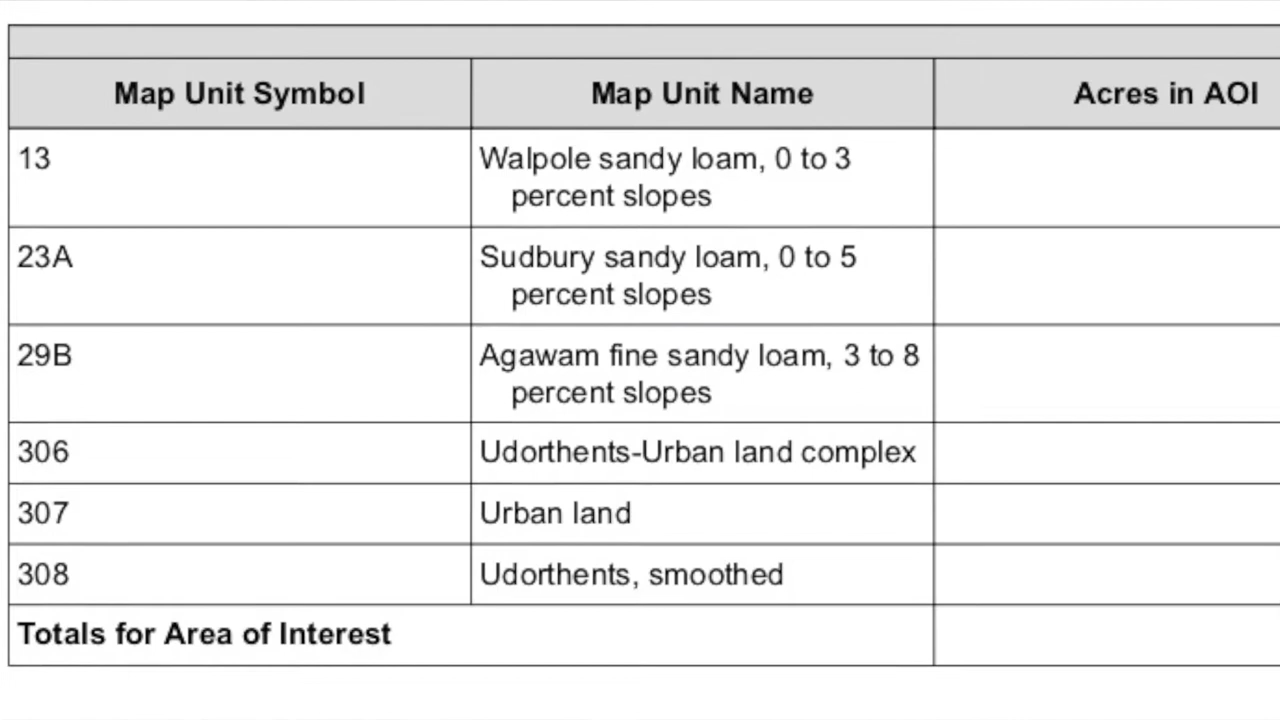 Map Unit Symbol
Map Unit Name
Acres in AOI
13
Walpole sandy loam, 0 to 3
percent slopes
23A
Sudbury sandy loam, 0 to 5
percent slopes
29B
Agawam fine sandy loam, 3 to 8
percent slopes
306
Udorthents-Urban land complex
307
Urban land
308
Udorthents, smoothed
Totals for Area of Interest